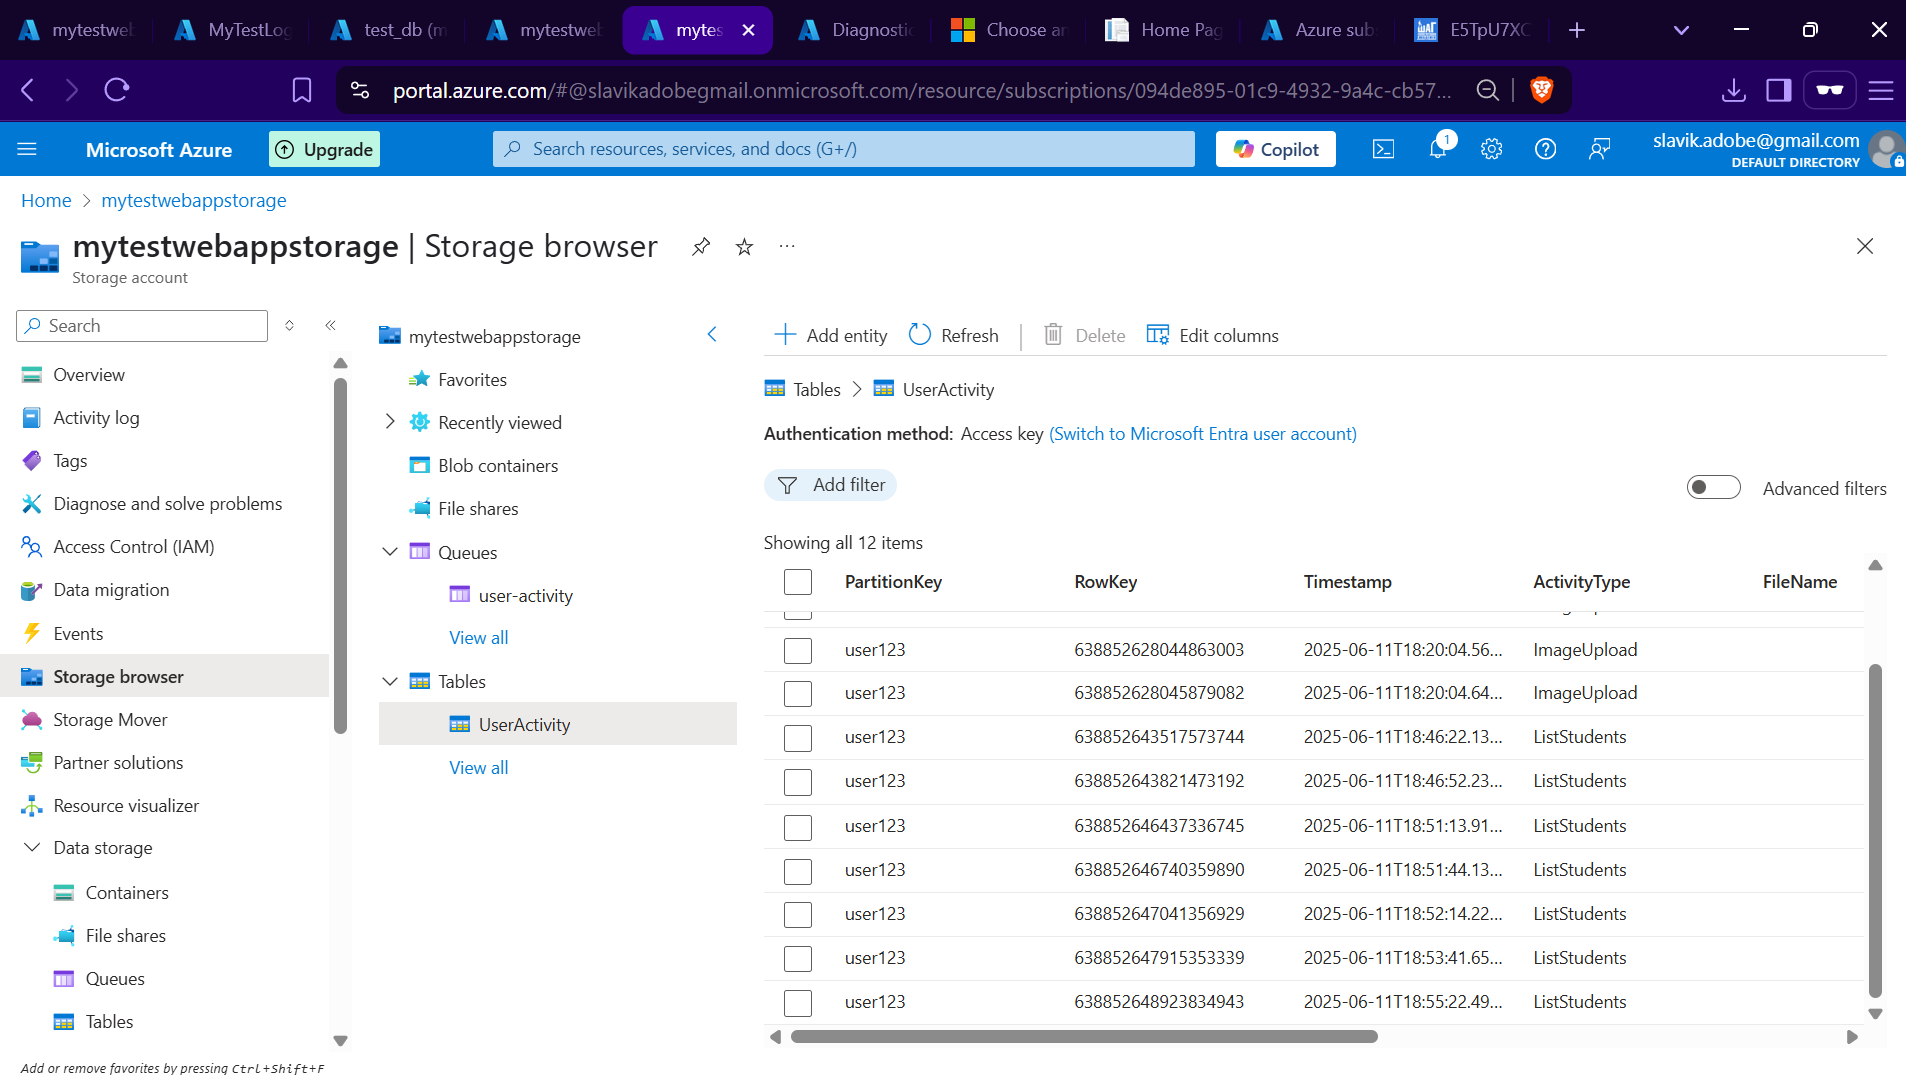 mytestweb
MyTestLog
test_db (m
mytestweb
mytes
Diagnostic
Choose an
Home Pag
Azure sub
E5TpU7XC
portal.azure.com/#@slavikadobegmail.onmicrosoft.com/resource/subscriptions/094de895-01c9-4932-9a4c-cb57...
Microsoft Azure
Upgrade
Search resources, services, and docs (G+/)
Copilot
1
slavik.adobe@gmail.com
DEFAULT DIRECTORY
Home > mytestwebappstorage
mytestwebappstorage | Storage browser
Storage account
Search
Overview
Activity log
Tags
Diagnose and solve problems
Access Control (IAM)
Data migration
Events
Storage browser
Storage Mover
Partner solutions
Resource visualizer
Data storage
Containers
File shares
Queues
Tables
Add or remove favorites by pressing Ctrl+Shift+F
mytestwebappstorage
Favorites
Recently viewed
Blob containers
File shares
Queues
user-activity
View all
Tables
UserActivity
View all
Add entity Refresh | Delete Edit columns
Tables > UserActivity
Authentication method: Access key (Switch to Microsoft Entra user account)
Add filter
Advanced filters
Showing all 12 items
PartitionKey RowKey Timestamp ActivityType FileName
user123 638852628044863003 2025-06-11T18:20:04.56... ImageUpload
user123 638852628045879082 2025-06-11T18:20:04.64... ImageUpload
user123 638852643517573744 2025-06-11T18:46:22.13... ListStudents
user123 638852643821473192 2025-06-11T18:46:52.23... ListStudents
user123 638852646437336745 2025-06-11T18:51:13.91... ListStudents
user123 638852646740359890 2025-06-11T18:51:44.13... ListStudents
user123 638852647041356929 2025-06-11T18:52:14.22... ListStudents
user123 638852647915353339 2025-06-11T18:53:41.65... ListStudents
user123 638852648923834943 2025-06-11T18:55:22.49... ListStudents